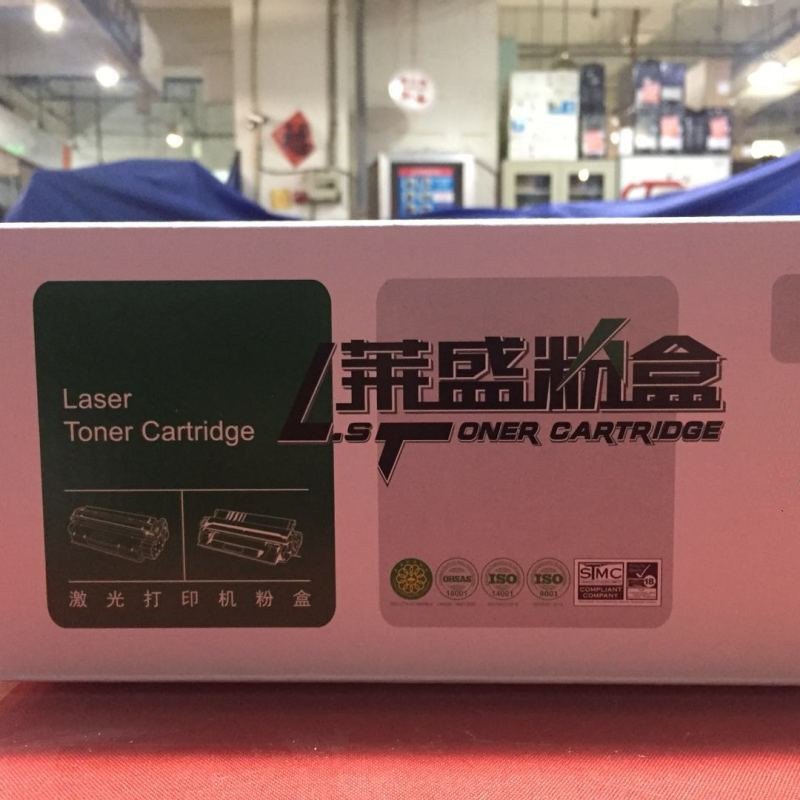 Laser
Toner Cartridge
激光打印机粉盒
莱盛粉盒
L.S TONER CARTRIDGE
OHSAS
18001
ISO
14001
ISO
9001
STMC
COMPLIANT
COMPANY
18